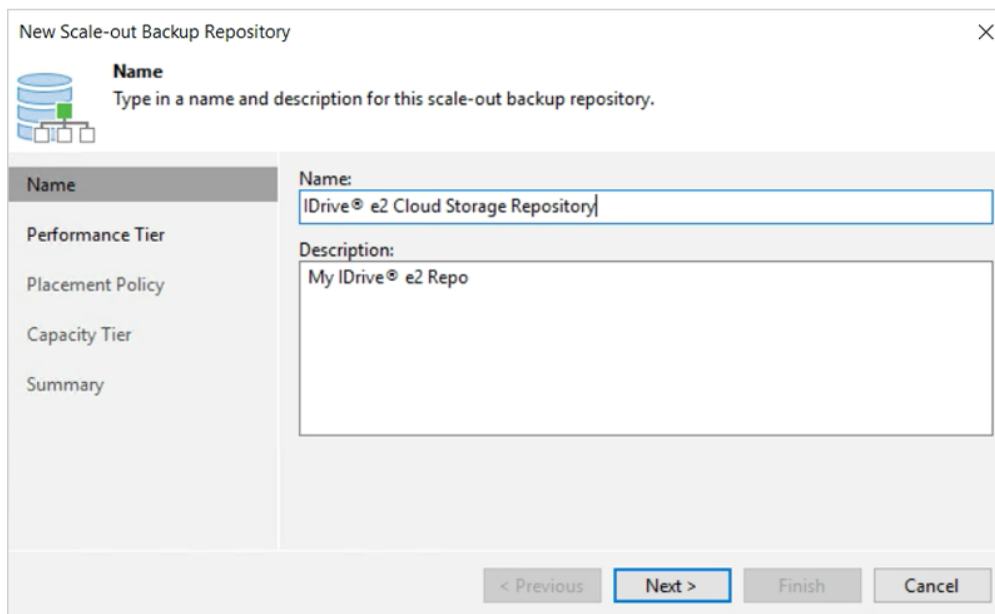 New Scale-out Backup Repository
Name
Type in a name and description for this scale-out backup repository.
Name
Performance Tier
Placement Policy
Capacity Tier
Summary
Name:
IDrive® e2 Cloud Storage Repository
Description:
My IDrive® e2 Repo
< Previous
Next >
Finish
Cancel